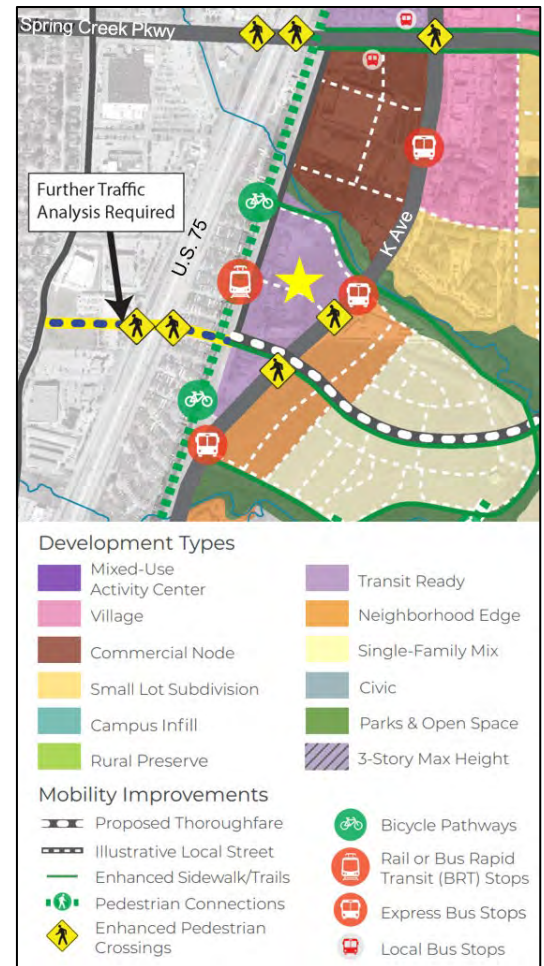 Spring Creek Pkwy
Further Traffic
Analysis Required
U.S. 75
K Ave
Development Types
Mixed-Use
Activity Center
Village
Commercial Node
Small Lot Subdivision
Campus Infill
Rural Preserve
Transit Ready
Neighborhood Edge
Single-Family Mix
Civic
Parks & Open Space
3-Story Max Height
Mobility Improvements
Proposed Thoroughfare
Illustrative Local Street
Enhanced Sidewalk/Trails
Pedestrian Connections
Enhanced Pedestrian
Crossings
Bicycle Pathways
Rail or Bus Rapid
Transit (BRT) Stops
Express Bus Stops
Local Bus Stops